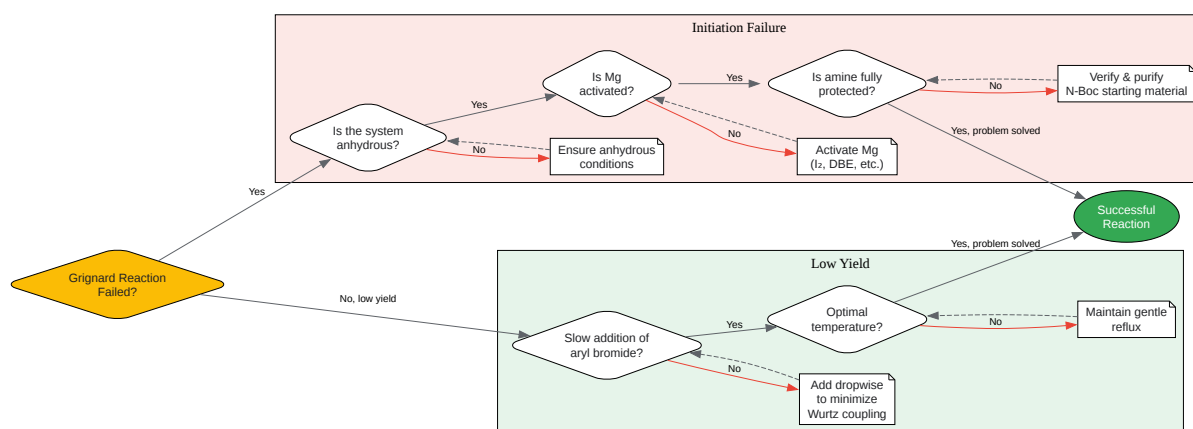 Initiation Failure
Is Mg
activated?
Yes
Is amine fully
protected?
No
Verify & purify
N-Boc starting material
Yes
Is the system
anhydrous?
No
Ensure anhydrous
conditions
No
Activate Mg
(I₂, DBE, etc.)
Yes, problem solved
Yes
Successful
Reaction
Yes, problem solved
Grignard Reaction
Failed?
No, low yield
Low Yield
Slow addition of
aryl bromide?
Yes
Optimal
temperature?
No
Maintain gentle
reflux
No
Add dropwise
to minimize
Wurtz coupling